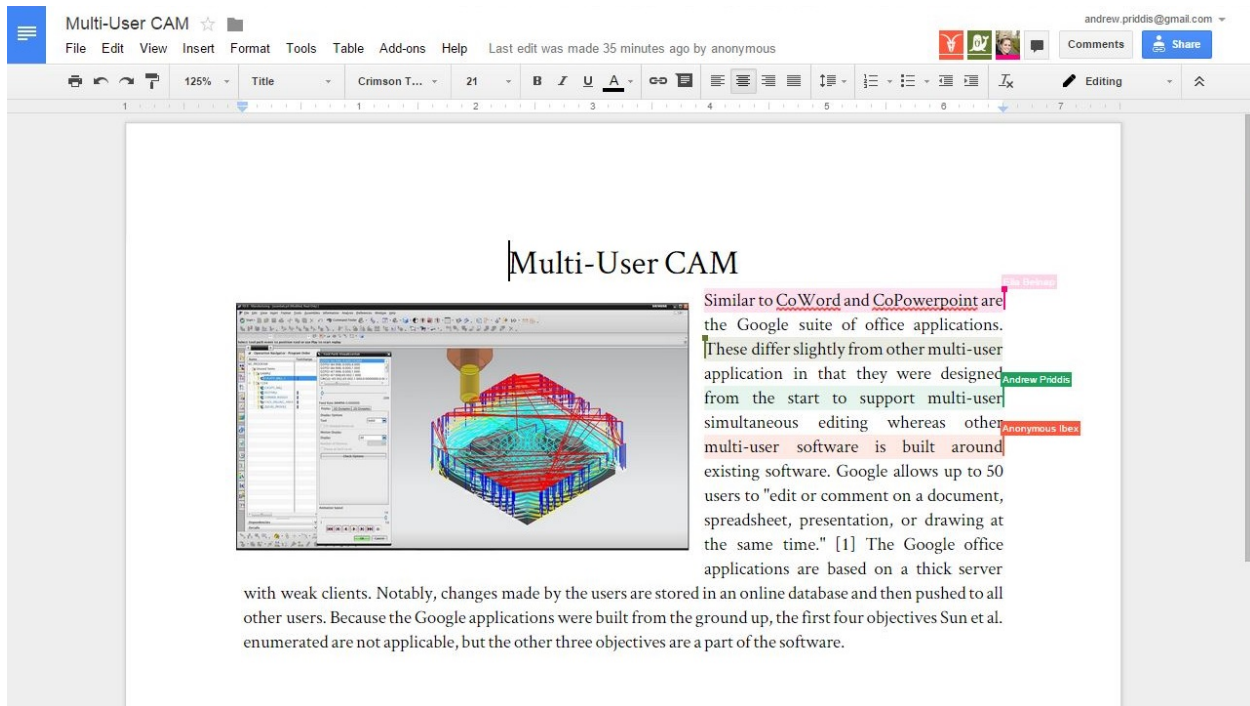 Multi-User CAM
andrew.priddis@gmail.com
File Edit View Insert Format Tools Table Add-ons Help Last edit was made 35 minutes ago by anonymous
Comments
Share
125% Title Crimson T... 21 B I U A Editing
1 1 2 3 4 5 6 7
Multi-User CAM
Similar to CoWord and CoPowerpoint are
the Google suite of office applications.
These differ slightly from other multi-user
application in that they were designed
Andrew Priddis
from the start to support multi-user
simultaneous editing whereas other
Anonymous Ibex
multi-user software is built around
existing software. Google allows up to 50
users to "edit or comment on a document,
spreadsheet, presentation, or drawing at
the same time." [1] The Google office
applications are based on a thick server
with weak clients. Notably, changes made by the users are stored in an online database and then pushed to all
other users. Because the Google applications were built from the ground up, the first four objectives Sun et al.
enumerated are not applicable, but the other three objectives are a part of the software.